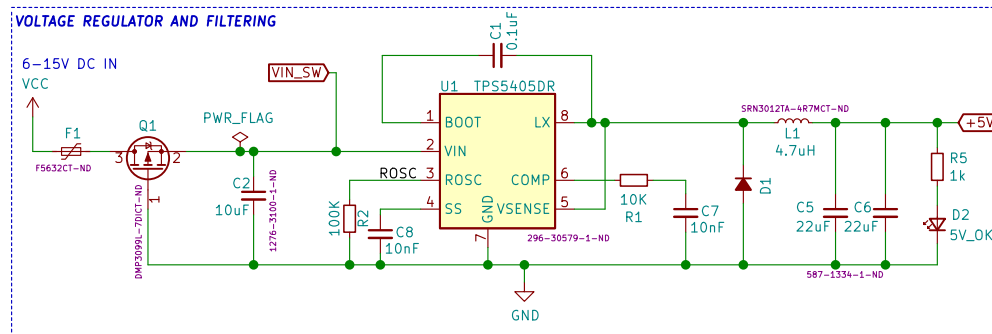 VOLTAGE REGULATOR AND FILTERING
6-15V DC IN
VCC
F1
F5632CT-ND
Q1
3
2
1
DMP3099L-7DICT-ND
PWR_FLAG
C2
10uF
1276-3100-1-ND
VIN_SW
C1
0.1uF
U1
TPS5405DR
1
BOOT
LX
8
2
VIN
ROSC
3
ROSC
COMP
6
4
SS
GND
VSENSE
5
7
296-30579-1-ND
100K
R2
C8
10nF
10K
R1
C7
10nF
GND
D1
SRN3012TA-4R7MCT-ND
L1
4.7uH
+5V
C5
22uF
C6
22uF
587-1334-1-ND
R5
1k
D2
5V_OK